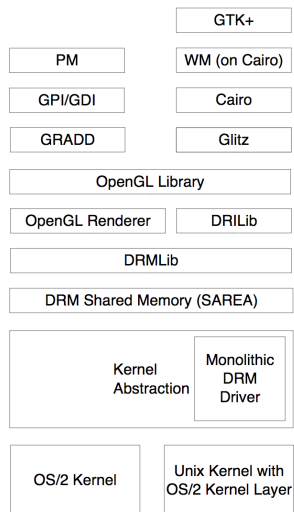 GTK+
PM
WM (on Cairo)
GPI/GDI
Cairo
GRADD
Glitz
OpenGL Library
OpenGL Renderer
DRILib
DRMLib
DRM Shared Memory (SAREA)
Kernel
Abstraction
Monolithic
DRM
Driver
OS/2 Kernel
Unix Kernel with
OS/2 Kernel Layer